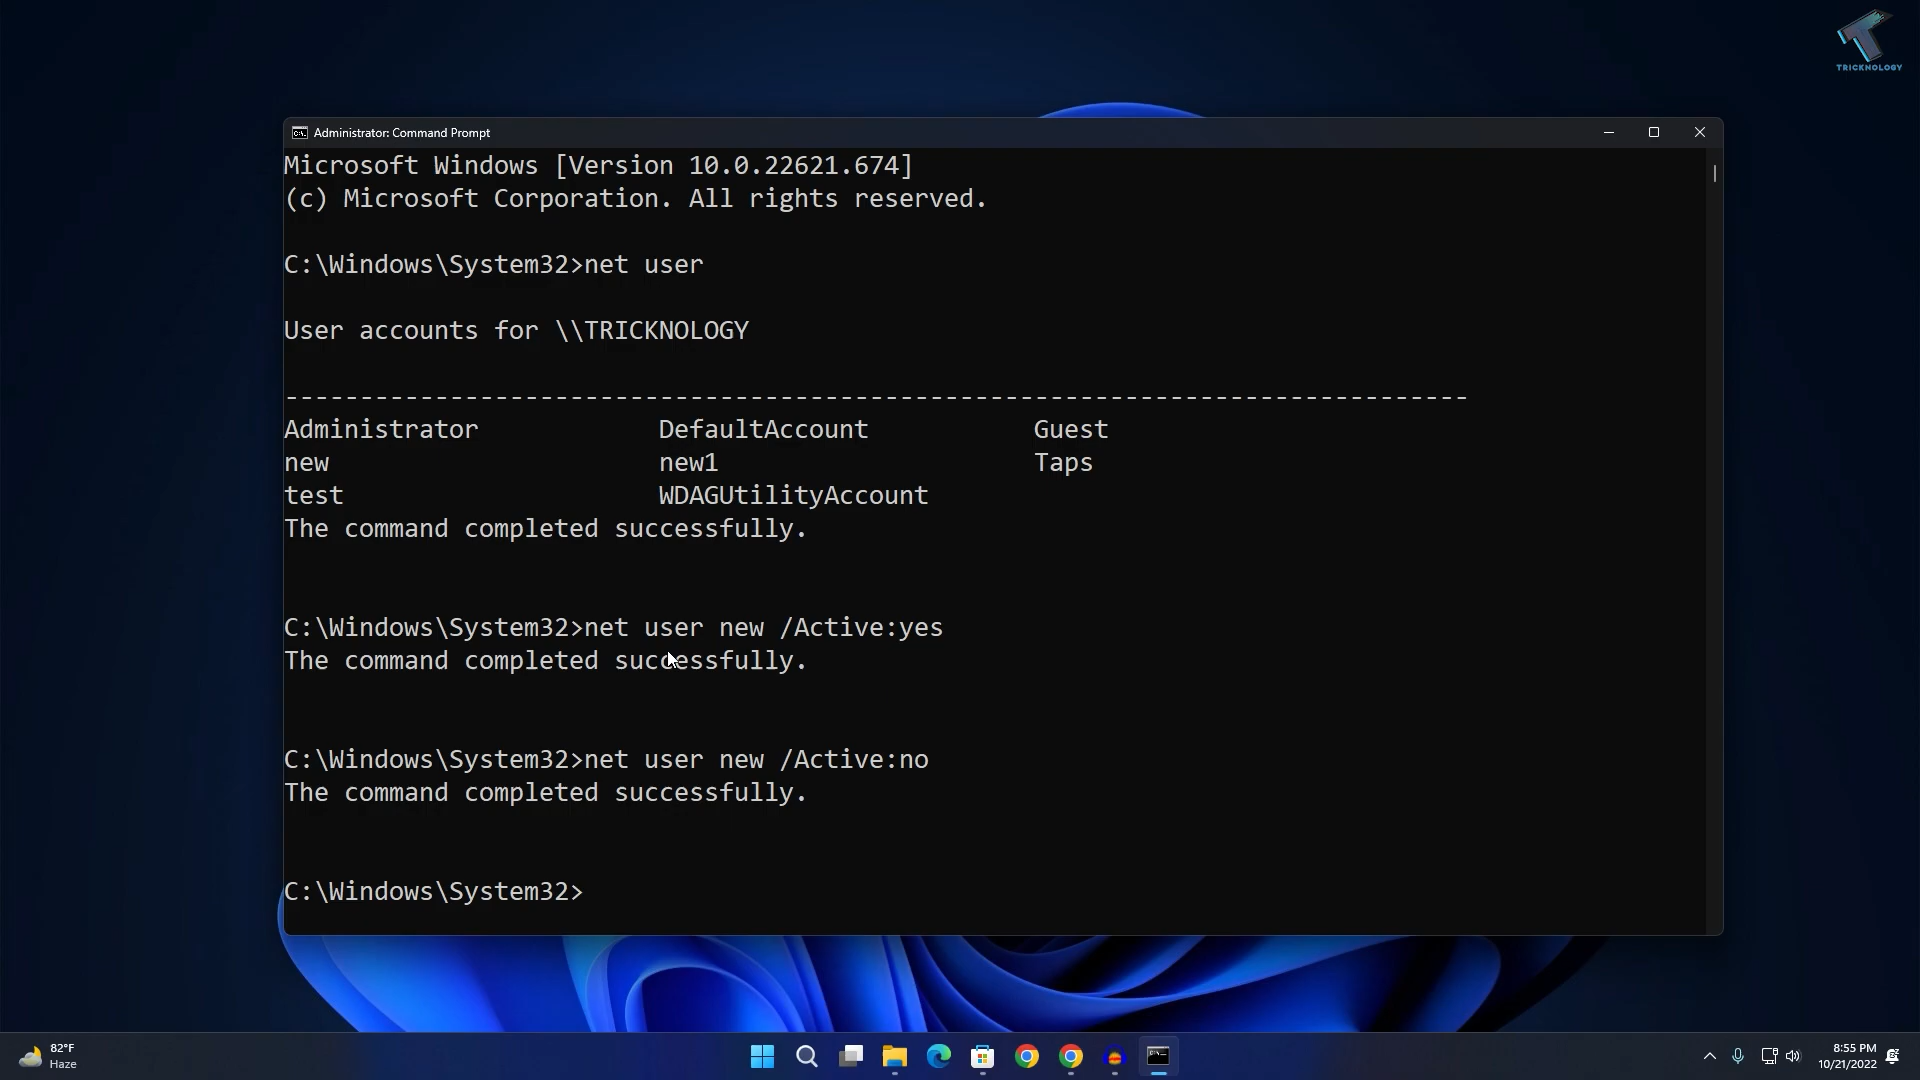 TRICKNOLOGY
Administrator: Command Prompt
Microsoft Windows [Version 10.0.22621.674]
(c) Microsoft Corporation. All rights reserved.
C:\Windows\System32>net user
User accounts for \\TRICKNOLOGY
-------------------------------------------------------------------------------
Administrator DefaultAccount Guest
new new1 Taps
test WDAGUtilityAccount
The command completed successfully.
C:\Windows\System32>net user new /Active:yes
The command completed successfully.
C:\Windows\System32>net user new /Active:no
The command completed successfully.
C:\Windows\System32>
82°F
Haze
8:55 PM
10/21/2022